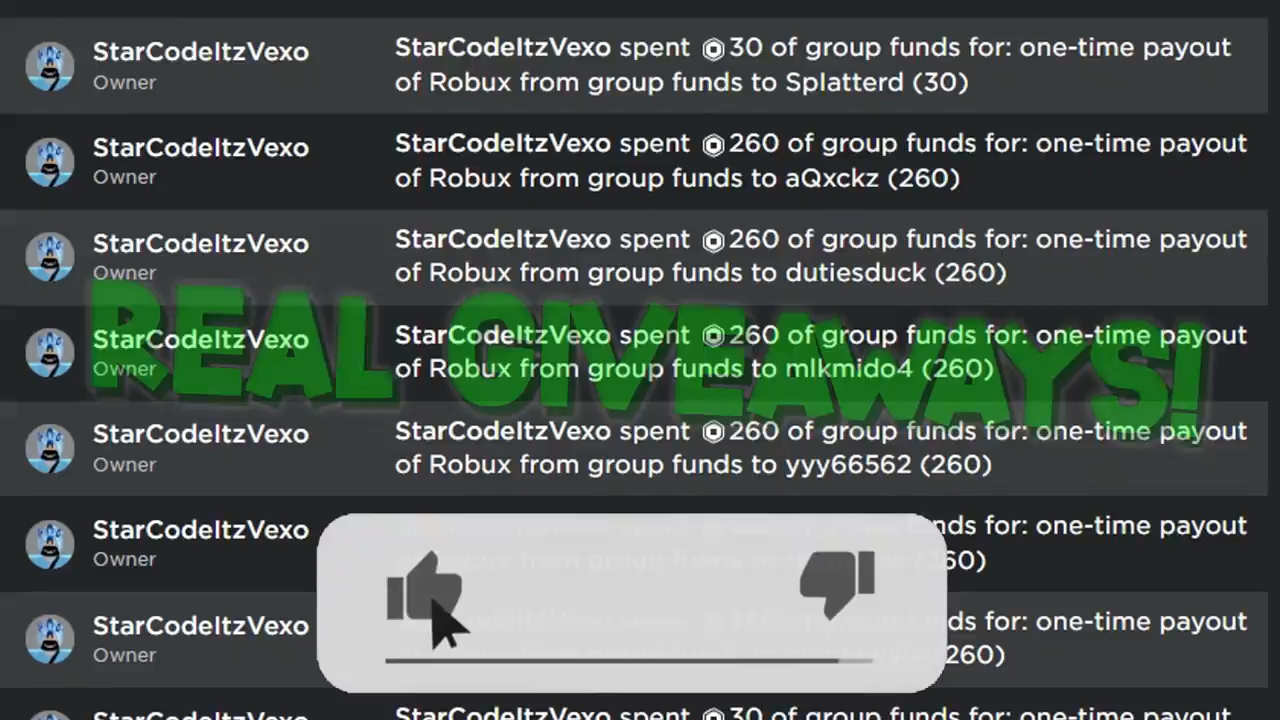 StarCodeItzVexo
Owner
StarCodeItzVexo spent 30 of group funds for: one-time payout
of Robux from group funds to Splatterd (30)
StarCodeItzVexo
Owner
StarCodeItzVexo spent 260 of group funds for: one-time payout
of Robux from group funds to aQxckz (260)
StarCodeItzVexo
Owner
StarCodeItzVexo spent 260 of group funds for: one-time payout
of Robux from group funds to dutiesduck (260)
REAL GIVEAWAYS!
StarCodeItzVexo
Owner
StarCodeItzVexo spent 260 of group funds for: one-time payout
of Robux from group funds to mlkmido4 (260)
StarCodeItzVexo
Owner
StarCodeItzVexo spent 260 of group funds for: one-time payout
of Robux from group funds to yyy66562 (260)
StarCodeItzVexo
Owner
for: one-time payout
StarCodeItzVexo
Owner
for: one-time payout
260)
StarCodeItzVexo
StarCodeItzVexo spent 30 of group funds for: one-time payout